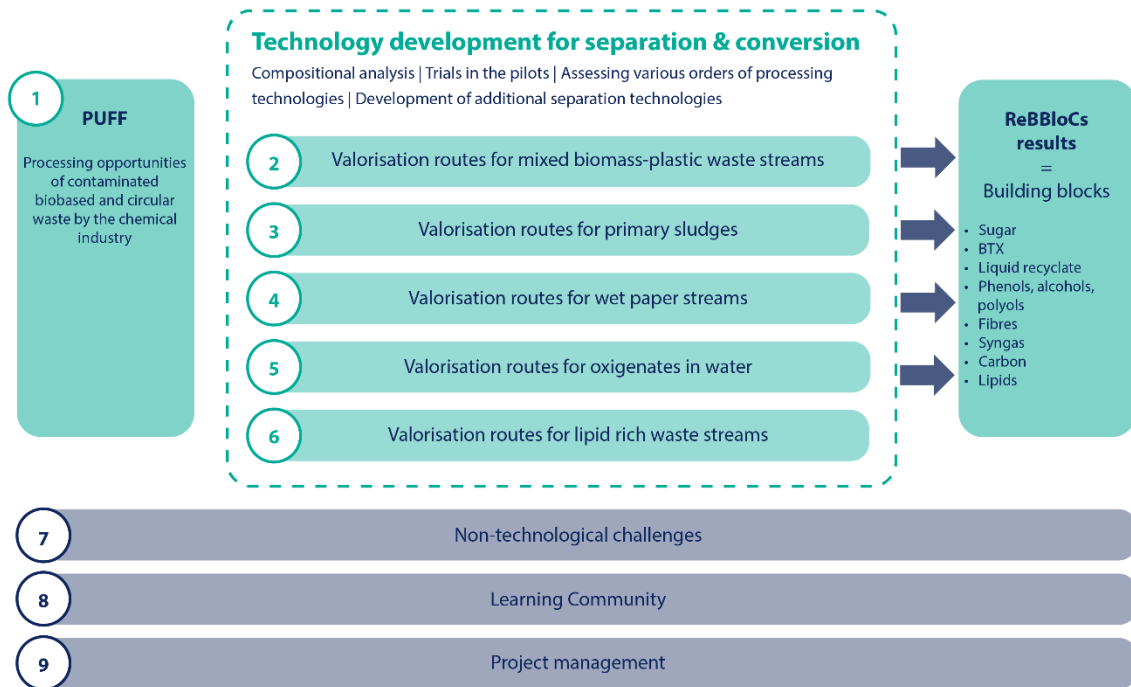 1
PUFF
Processing opportunities
of contaminated
biobased and circular
waste by the chemical
industry
Technology development for separation & conversion
Compositional analysis | Trials in the pilots | Assessing various orders of processing
technologies | Development of additional separation technologies
2
Valorisation routes for mixed biomass-plastic waste streams
3
Valorisation routes for primary sludges
4
Valorisation routes for wet paper streams
5
Valorisation routes for oxigenates in water
6
Valorisation routes for lipid rich waste streams
ReBBloCs
results
=
Building blocks
• Sugar
• BTX
• Liquid recyclate
• Phenols, alcohols,
polyols
• Fibres
• Syngas
• Carbon
• Lipids
7
Non-technological challenges
8
Learning Community
9
Project management